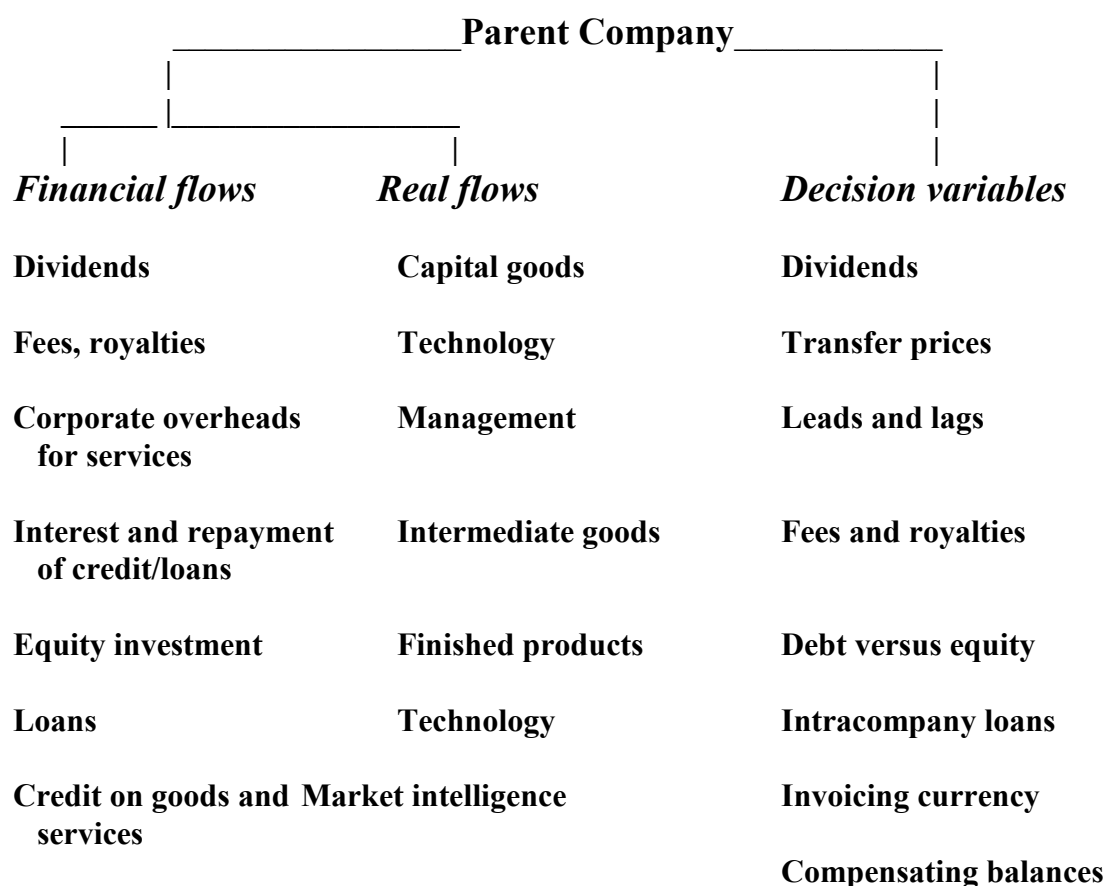 Parent Company
Financial flows Real flows Decision variables
Dividends Capital goods Dividends
Fees, royalties Technology Transfer prices
Corporate overheads Management Leads and lags
for services
Interest and repayment Intermediate goods Fees and royalties
of credit/loans
Equity investment Finished products Debt versus equity
Loans Technology Intracompany loans
Credit on goods and Market intelligence Invoicing currency
services
Compensating balances